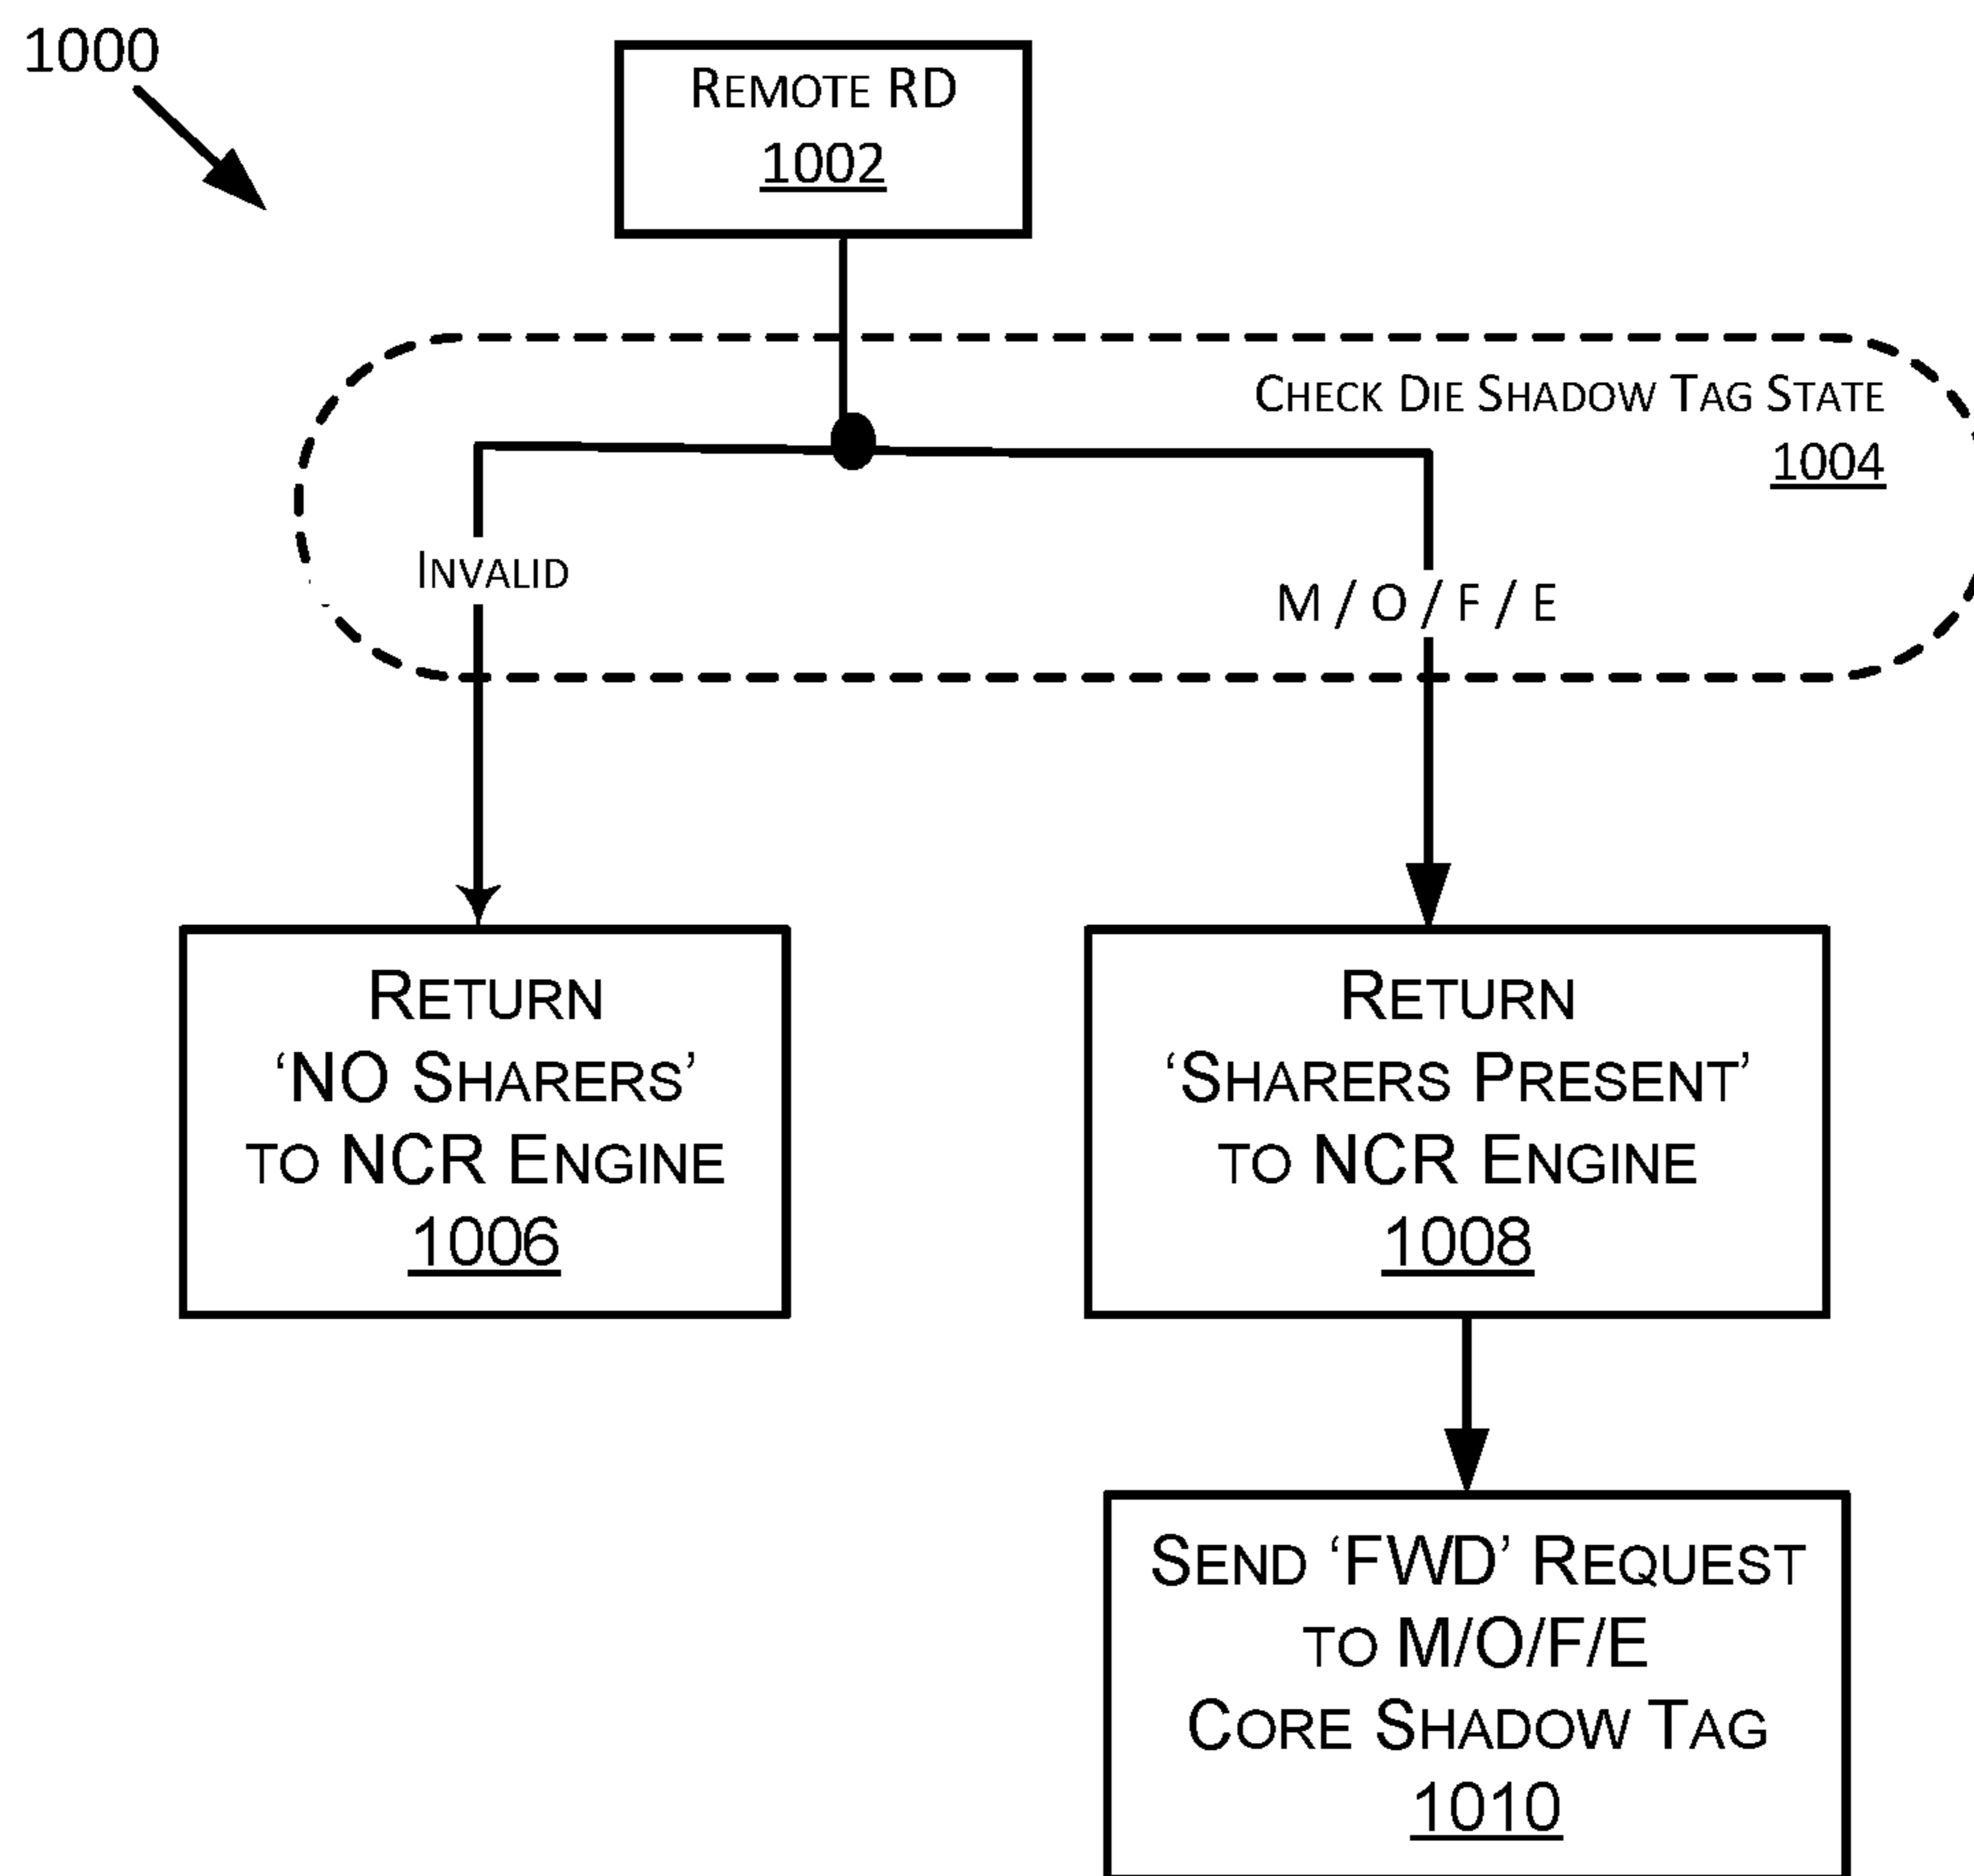 1000
REMOTE RD
1002
CHECK DIE SHADOW TAG STATE
1004
INVALID
M / O / F / E
RETURN
‘NO SHARERS’
TO NCR ENGINE
1006
RETURN
‘SHARERS PRESENT’
TO NCR ENGINE
1008
SEND ‘FWD’ REQUEST
TO M/O/F/E
CORE SHADOW TAG
1010